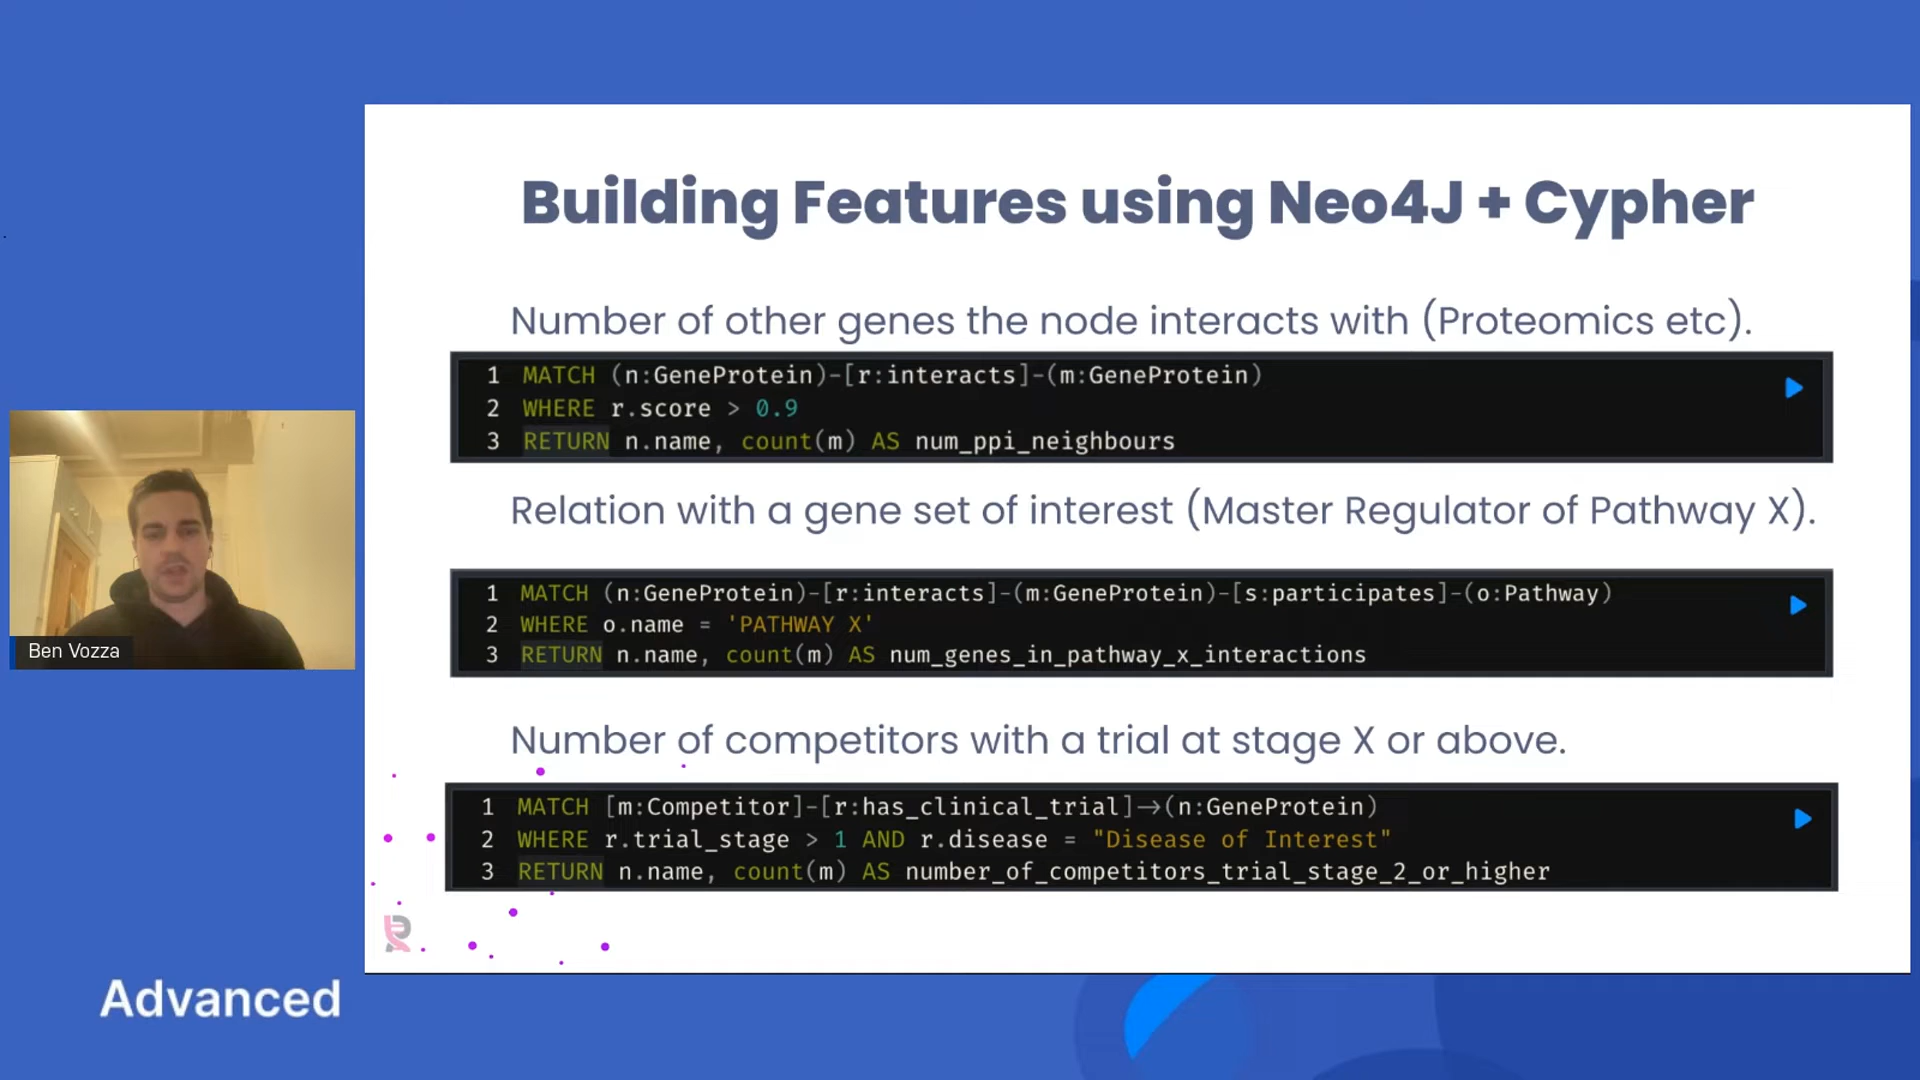 Building Features using Neo4J + Cypher
Number of other genes the node interacts with (Proteomics etc).
1 MATCH (n:GeneProtein)-[r:interacts]-(m:GeneProtein)
2 WHERE r.score > 0.9
3 RETURN n.name, count(m) AS num_ppi_neighbours
Relation with a gene set of interest (Master Regulator of Pathway X).
1 MATCH (n:GeneProtein)-[r:interacts]-(m:GeneProtein)-[s:participates]-(o:Pathway)
2 WHERE o.name = 'PATHWAY X'
3 RETURN n.name, count(m) AS num_genes_in_pathway_x_interactions
Number of competitors with a trial at stage X or above.
1 MATCH [m:Competitor]-[r:has_clinical_trial]→(n:GeneProtein)
2 WHERE r.trial_stage > 1 AND r.disease = "Disease of Interest"
3 RETURN n.name, count(m) AS number_of_competitors_trial_stage_2_or_higher
Ben Vozza
Advanced